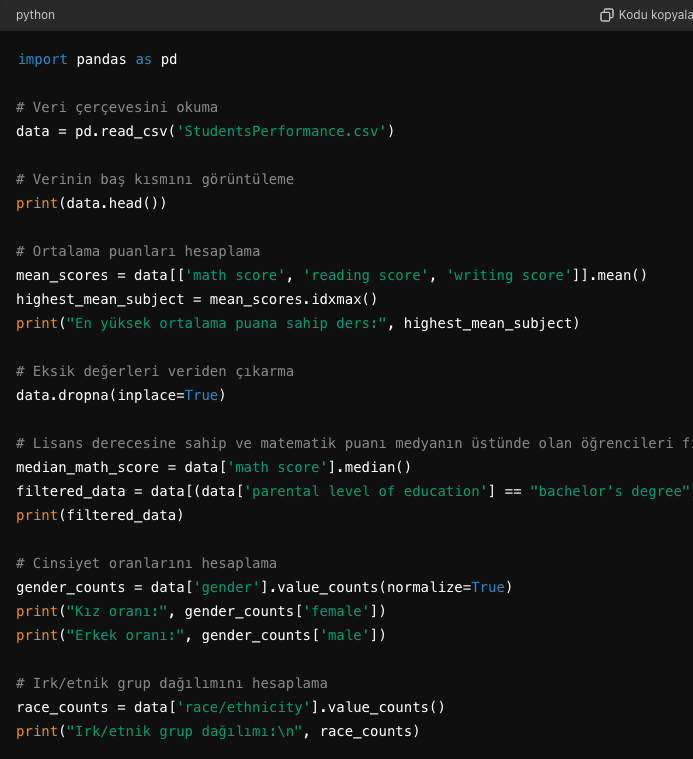 python
Kodu kopyala
import pandas as pd
# Veri çerçevesini okuma
data = pd.read_csv('StudentsPerformance.csv')
# Verinin baş kısmını görüntüleme
print(data.head())
# Ortalama puanları hesaplama
mean_scores = data[['math score', 'reading score', 'writing score']].mean()
highest_mean_subject = mean_scores.idxmax()
print("En yüksek ortalama puana sahip ders:", highest_mean_subject)
# Eksik değerleri veriden çıkarma
data.dropna(inplace=True)
# Lisans derecesine sahip ve matematik puanı medyanın üstünde olan öğrencileri
median_math_score = data['math score'].median()
filtered_data = data[(data['parental level of education'] == "bachelor's degree"
print(filtered_data)
# Cinsiyet oranlarını hesaplama
gender_counts = data['gender'].value_counts(normalize=True)
print("Kız oranı:", gender_counts['female'])
print("Erkek oranı:", gender_counts['male'])
# Irk/etnik grup dağılımını hesaplama
race_counts = data['race/ethnicity'].value_counts()
print("Irk/etnik grup dağılımı:\n", race_counts)